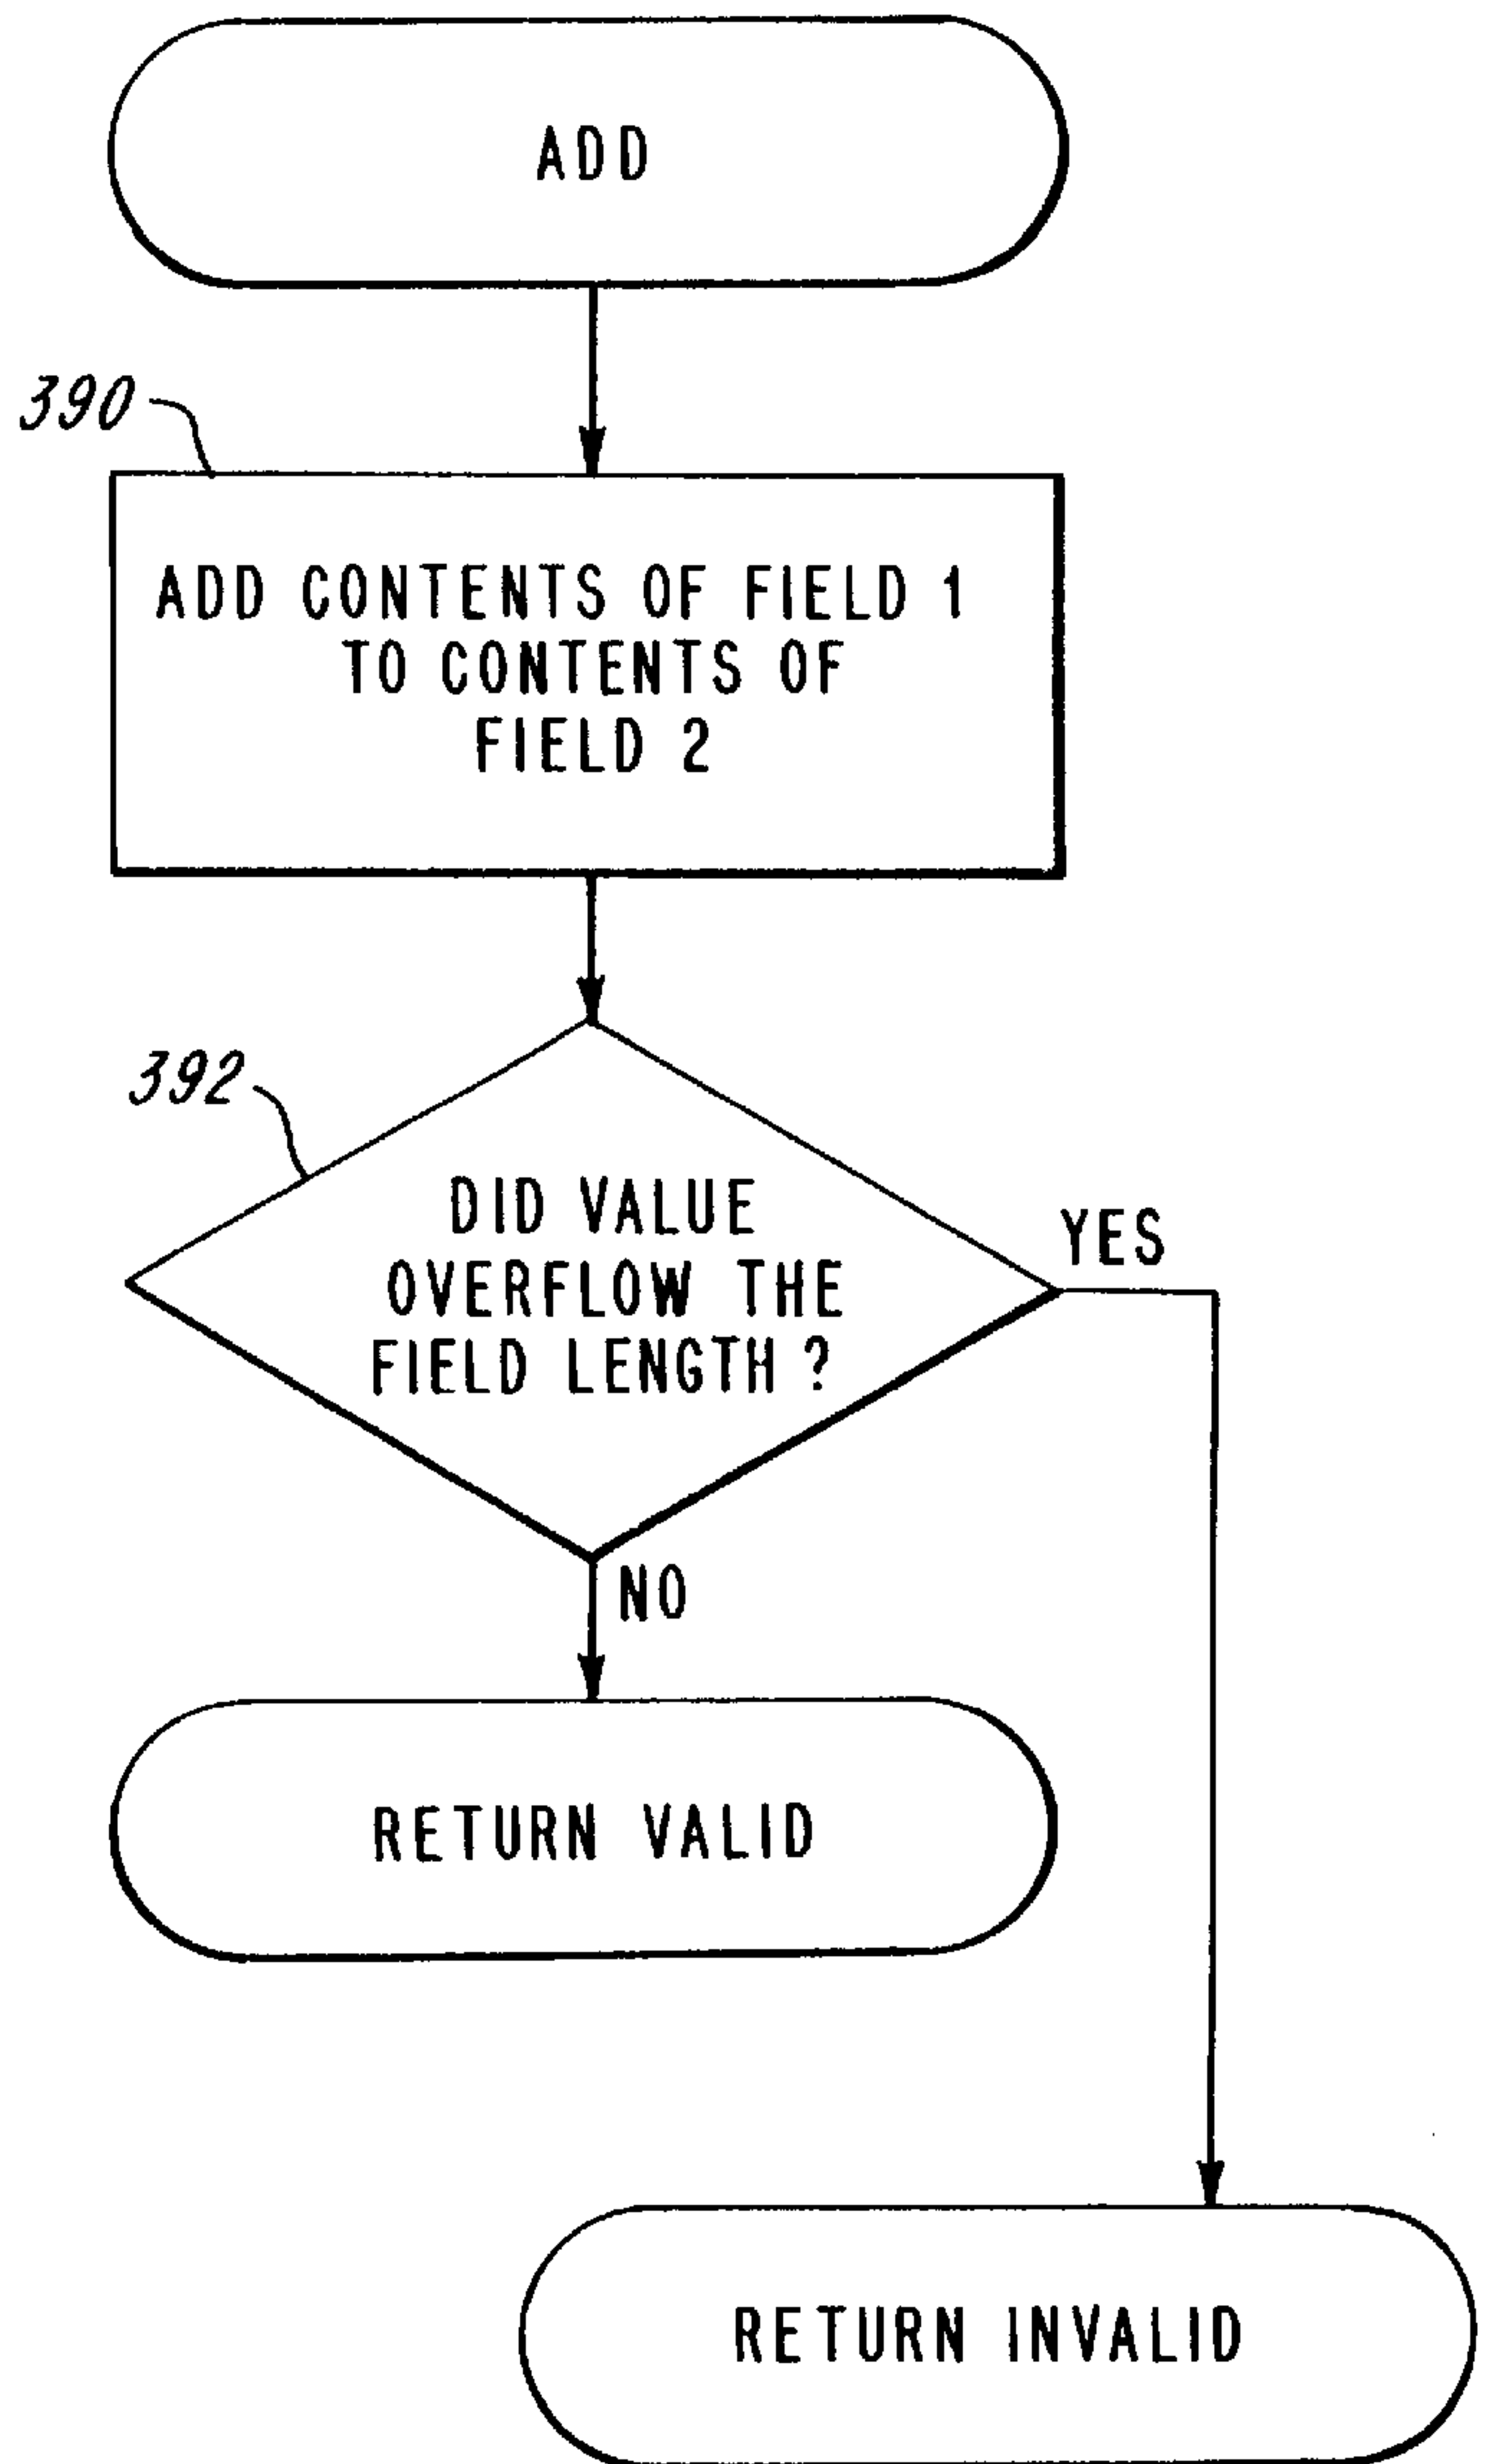 ADD
390
ADD CONTENTS OF FIELD 1
TO CONTENTS OF
FIELD 2
392
DID VALUE
OVERFLOW THE
FIELD LENGTH ?
YES
NO
RETURN VALID
RETURN INVALID